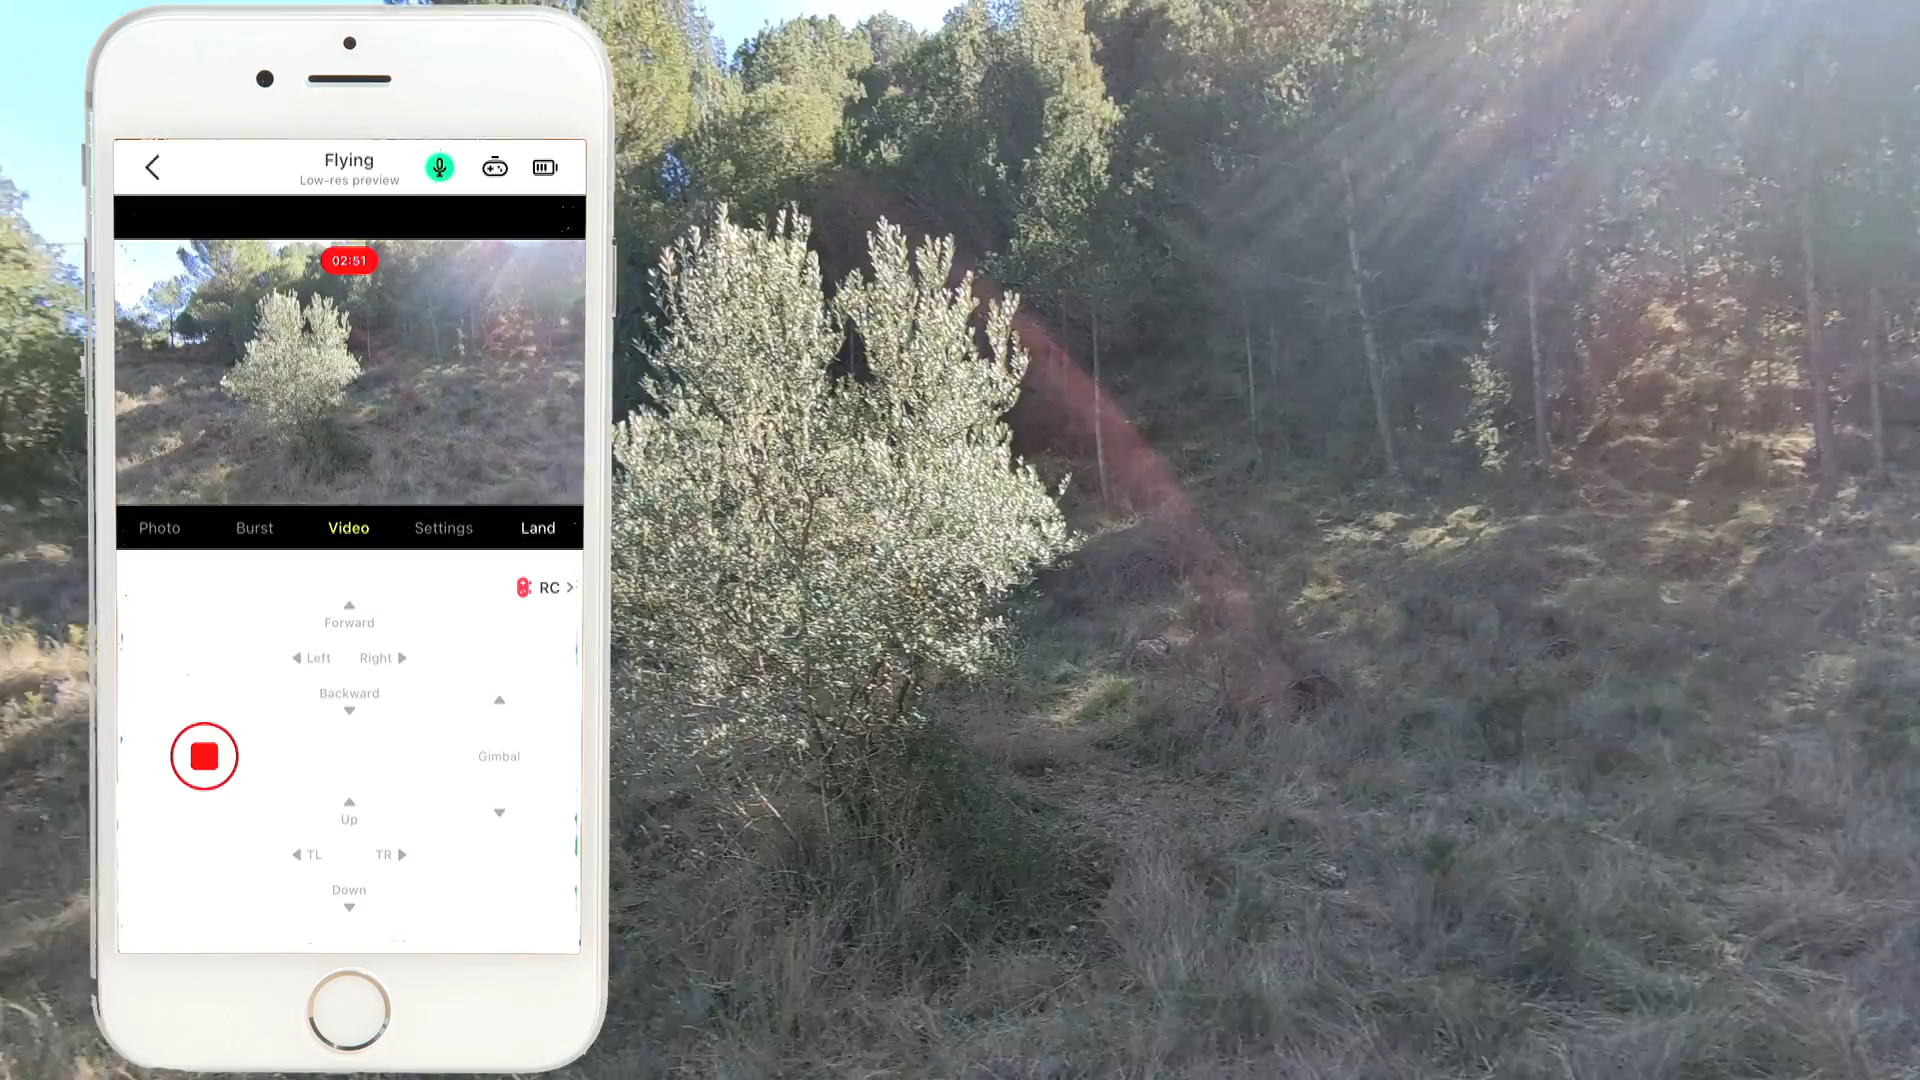 Flying
Low-res preview
02:51
Photo Burst Video Settings Land
RC
Forward
Left Right
Backward
Gimbal
Up
TL TR
Down